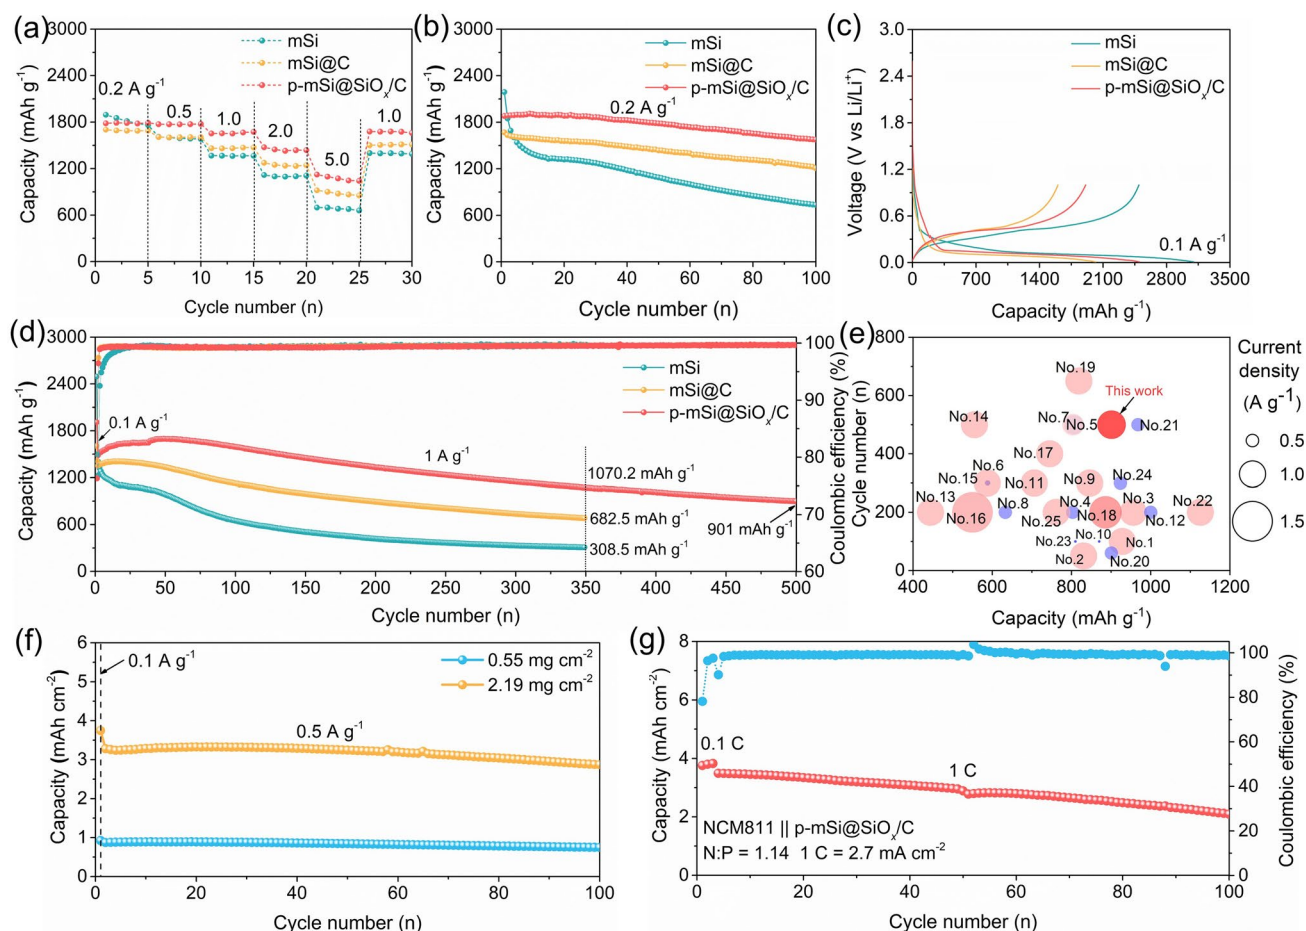 (a)
3000
2400
1800
1200
600
0
Capacity (mAh g⁻¹)
mSi
mSi@C
p-mSi@SiOₓ/C
0.2 A g⁻¹
0.5
1.0
2.0
5.0
1.0
0 5 10 15 20 25 30
Cycle number (n)
(b)
3000
2400
1800
1200
600
0
Capacity (mAh g⁻¹)
mSi
mSi@C
p-mSi@SiOₓ/C
0.2 A g⁻¹
0 20 40 60 80 100
Cycle number (n)
(c)
3.0
2.4
1.8
1.2
0.6
0.0
Voltage (V vs Li/Li⁺)
mSi
mSi@C
p-mSi@SiOₓ/C
0.1 A g⁻¹
0 700 1400 2100 2800 3500
Capacity (mAh g⁻¹)
(d)
3000
2400
1800
1200
600
0
Capacity (mAh g⁻¹)
mSi
mSi@C
p-mSi@SiOₓ/C
0.1 A g⁻¹
1 A g⁻¹
1070.2 mAh g⁻¹
682.5 mAh g⁻¹
901 mAh g⁻¹
308.5 mAh g⁻¹
100
90
80
70
60
Coulombic efficiency (%)
0 50 100 150 200 250 300 350 400 450 500
Cycle number (n)
(e)
800
600
400
200
0
Cycle number (n)
No.19
This work
No.14
No.7
No.5
No.21
No.17
No.6
No.15
No.11
No.9
No.24
No.13
No.16
No.8
No.4
No.3
No.22
No.25
No.18
No.12
No.23
No.10
No.1
No.2
No.20
400 600 800 1000 1200
Capacity (mAh g⁻¹)
Current
density
(A g⁻¹)
0.5
1.0
1.5
(f)
6
5
4
3
2
1
0
Capacity (mAh cm⁻²)
0.1 A g⁻¹
0.55 mg cm⁻²
2.19 mg cm⁻²
0.5 A g⁻¹
0 20 40 60 80 100
Cycle number (n)
(g)
8
6
4
2
0
Capacity (mAh cm⁻²)
0.1 C
1 C
NCM811 || p-mSi@SiOₓ/C
N:P = 1.14 1 C = 2.7 mA cm⁻²
100
80
60
40
20
0
Coulombic efficiency (%)
0 20 40 60 80 100
Cycle number (n)